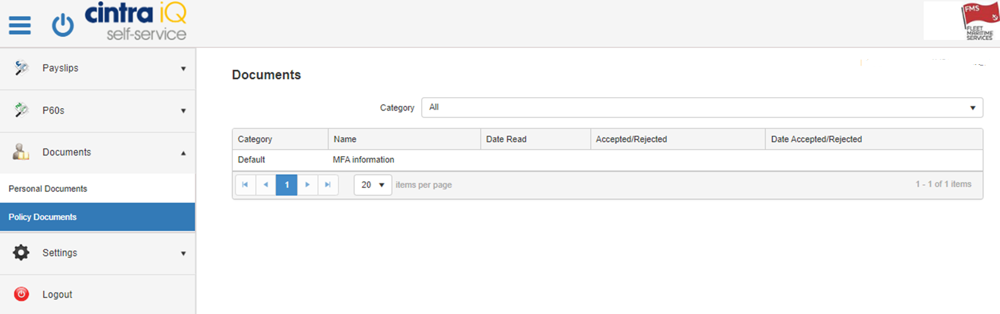 cintra iQ
self-service
FMS
FLEET
MARITIME
SERVICES
Payslips
P60s
Documents
Personal Documents
Policy Documents
Settings
Logout
Documents
Category All
Category Name Date Read Accepted/Rejected Date Accepted/Rejected
Default MFA information
1 20 items per page 1 - 1 of 1 items